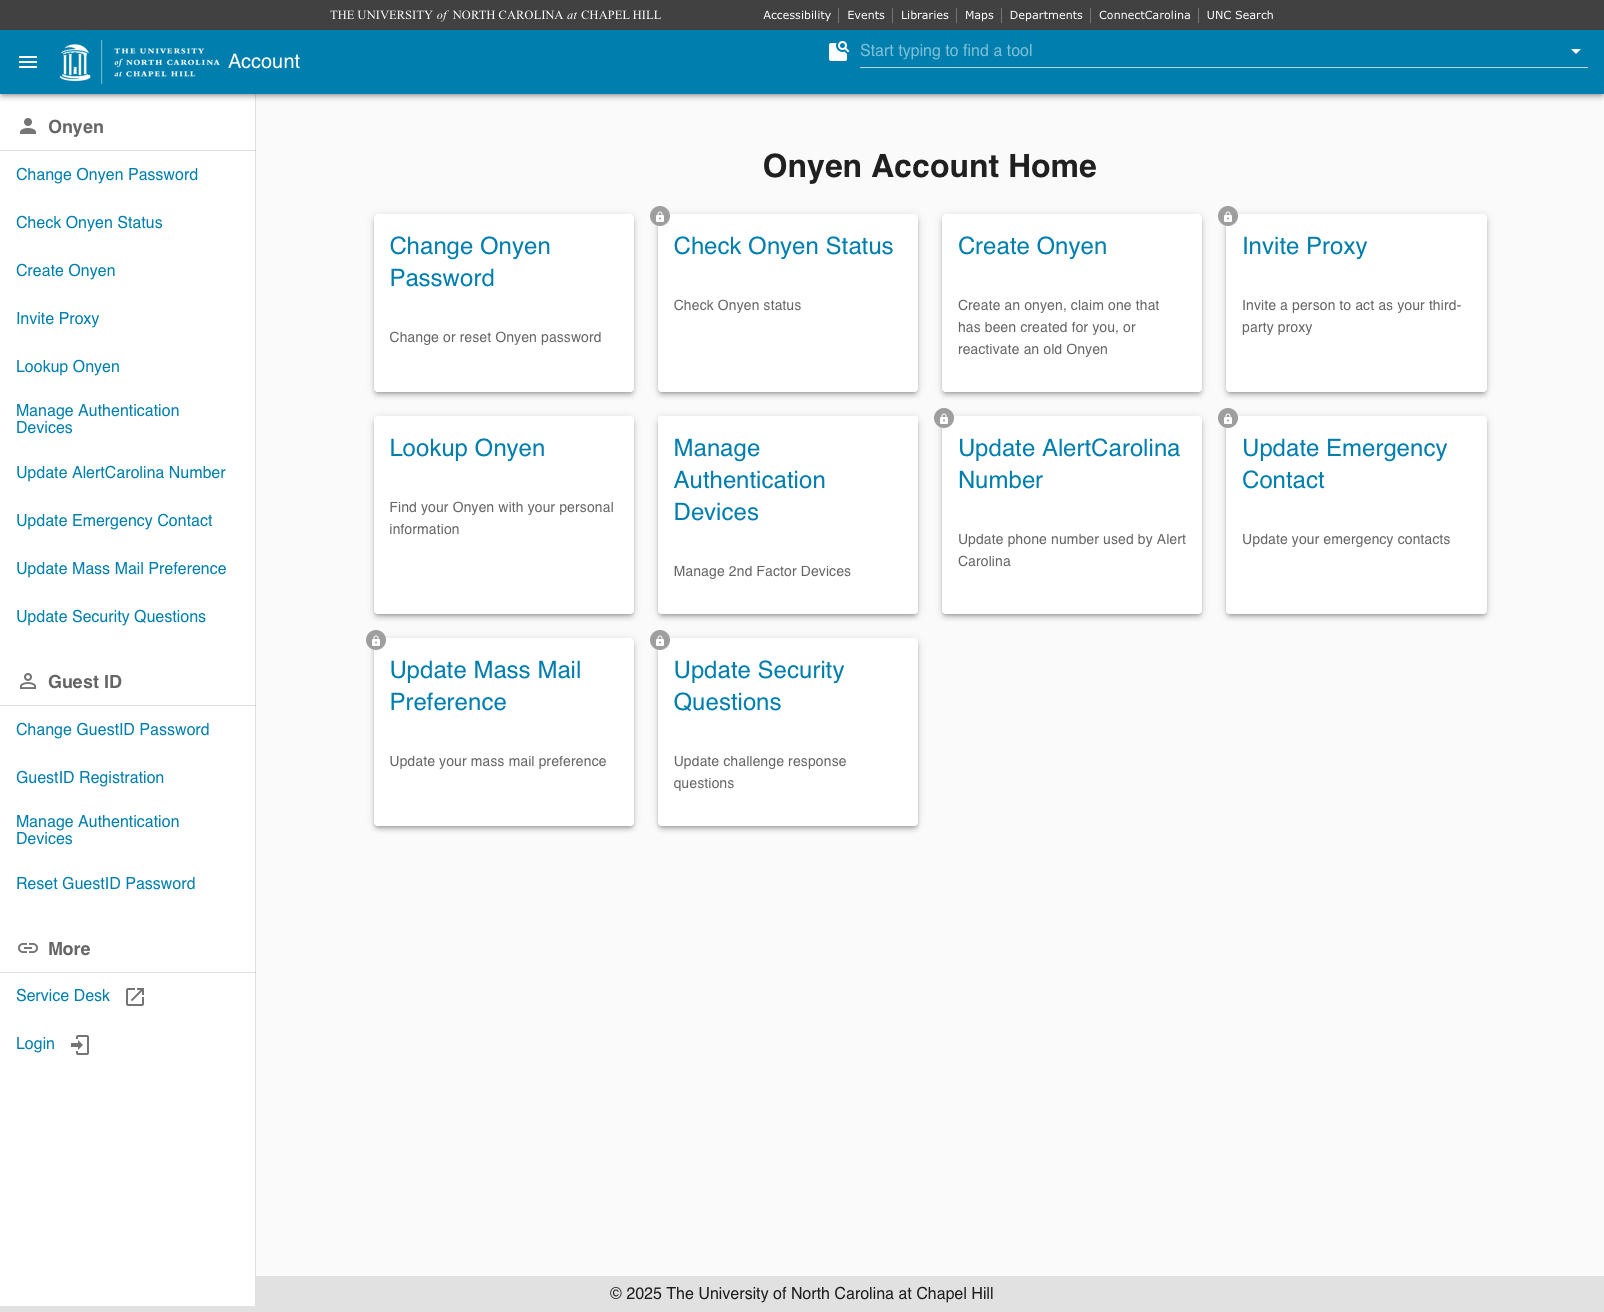 THE UNIVERSITY of NORTH CAROLINA at CHAPEL HILL
Accessibility Events Libraries Maps Departments ConnectCarolina UNC Search
THE UNIVERSITY
of NORTH CAROLINA
at CHAPEL HILL
Account
Start typing to find a tool
Onyen
Change Onyen Password
Check Onyen Status
Create Onyen
Invite Proxy
Lookup Onyen
Manage Authentication
Devices
Update AlertCarolina Number
Update Emergency Contact
Update Mass Mail Preference
Update Security Questions
Guest ID
Change GuestID Password
GuestID Registration
Manage Authentication
Devices
Reset GuestID Password
More
Service Desk
Login
Onyen Account Home
Change Onyen
Password
Change or reset Onyen password
Check Onyen Status
Check Onyen status
Create Onyen
Create an onyen, claim one that
has been created for you, or
reactivate an old Onyen
Invite Proxy
Invite a person to act as your third-
party proxy
Lookup Onyen
Find your Onyen with your personal
information
Manage
Authentication
Devices
Manage 2nd Factor Devices
Update AlertCarolina
Number
Update phone number used by Alert
Carolina
Update Emergency
Contact
Update your emergency contacts
Update Mass Mail
Preference
Update your mass mail preference
Update Security
Questions
Update challenge response
questions
© 2025 The University of North Carolina at Chapel Hill